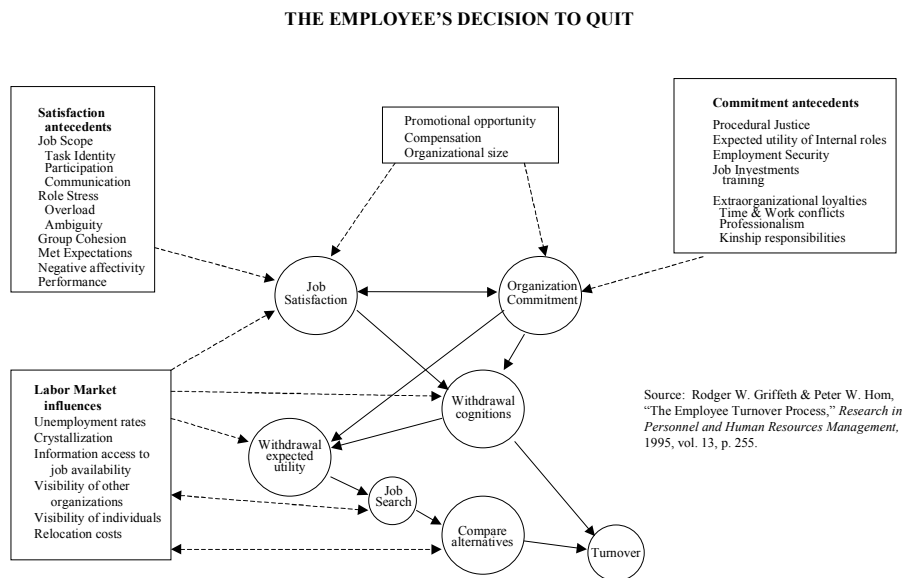 THE EMPLOYEE’S DECISION TO QUIT
Satisfaction
antecedents
Job Scope
Task Identity
Participation
Communication
Role Stress
Overload
Ambiguity
Group Cohesion
Met Expectations
Negative affectivity
Performance
Promotional opportunity
Compensation
Organizational size
Commitment antecedents
Procedural Justice
Expected utility of Internal roles
Employment Security
Job Investments
training
Extraorganizational loyalties
Time & Work conflicts
Professionalism
Kinship responsibilities
Job
Satisfaction
Organization
Commitment
Labor Market
influences
Unemployment rates
Crystallization
Information access to
job availability
Visibility of other
organizations
Visibility of individuals
Relocation costs
Withdrawal
cognitions
Withdrawal
expected
utility
Job
Search
Compare
alternatives
Turnover
Source: Rodger W. Griffeth & Peter W. Hom,
“The Employee Turnover Process,” Research in
Personnel and Human Resources Management,
1995, vol. 13, p. 255.